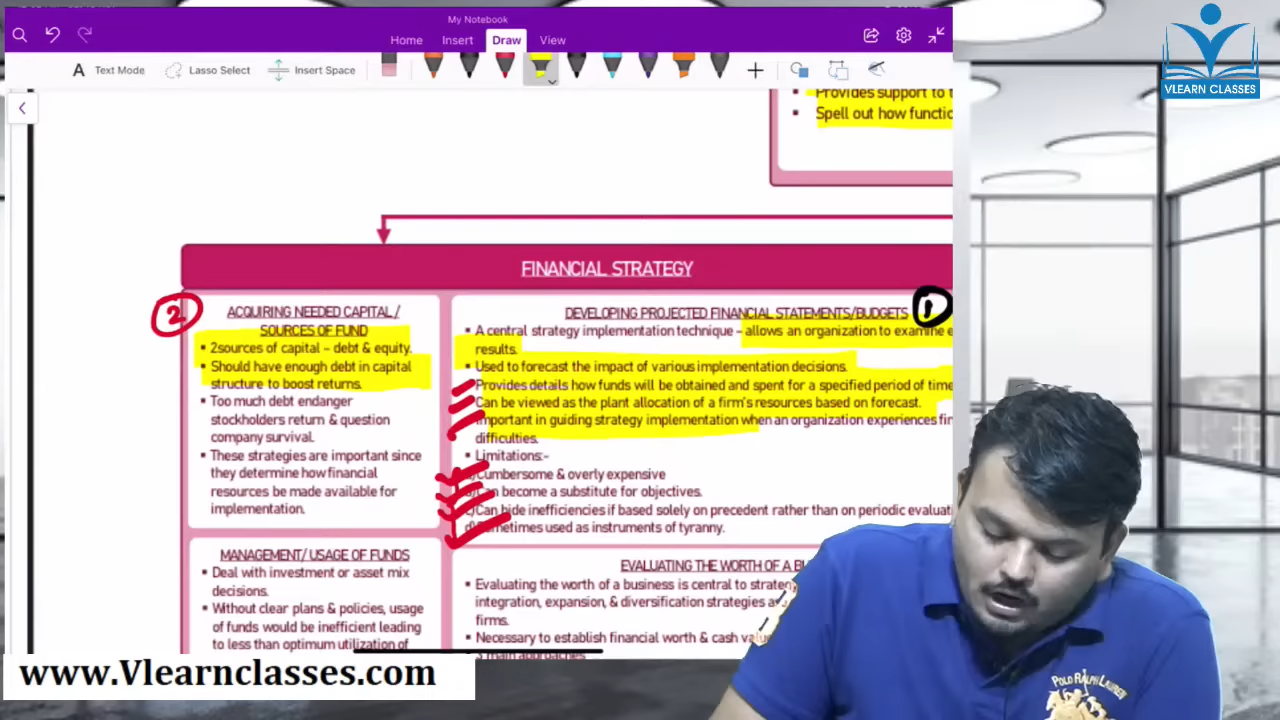 My Notebook
Home Insert Draw View
VLEARN CLASSES
A Text Mode Lasso Select Insert Space
Provides support to t
Spell out how functic
FINANCIAL STRATEGY
2
ACQUIRING NEEDED CAPITAL /
SOURCES OF FUND
▪ 2sources of capital – debt & equity.
▪ Should have enough debt in capital
structure to boost returns.
▪ Too much debt endanger
stockholders return & question
company survival.
▪ These strategies are important since
they determine how financial
resources be made available for
implementation.
DEVELOPING PROJECTED FINANCIAL STATEMENTS/BUDGETS
1
▪ A central strategy implementation technique – allows an organization to examine e
results.
▪ Used to forecast the impact of various implementation decisions.
Provides details how funds will be obtained and spent for a specified period of time
Can be viewed as the plant allocation of a firm's resources based on forecast.
Important in guiding strategy implementation when an organization experiences fin
difficulties.
▪ Limitations:-
Cumbersome & overly expensive
Can become a substitute for objectives.
c)Can hide inefficiencies if based solely on precedent rather than on periodic evaluat
d)Sometimes used as instruments of tyranny.
MANAGEMENT/ USAGE OF FUNDS
▪ Deal with investment or asset mix
decisions.
▪ Without clear plans & policies, usage
of funds would be inefficient leading
to less than optimum utilization of
EVALUATING THE WORTH OF A BU
▪ Evaluating the worth of a business is central to strateg
integration, expansion, & diversification strategies a
firms.
▪ Necessary to establish financial worth & cash valu
3 main approaches
www.Vlearnclasses.com
POLO RALPH LAUREN